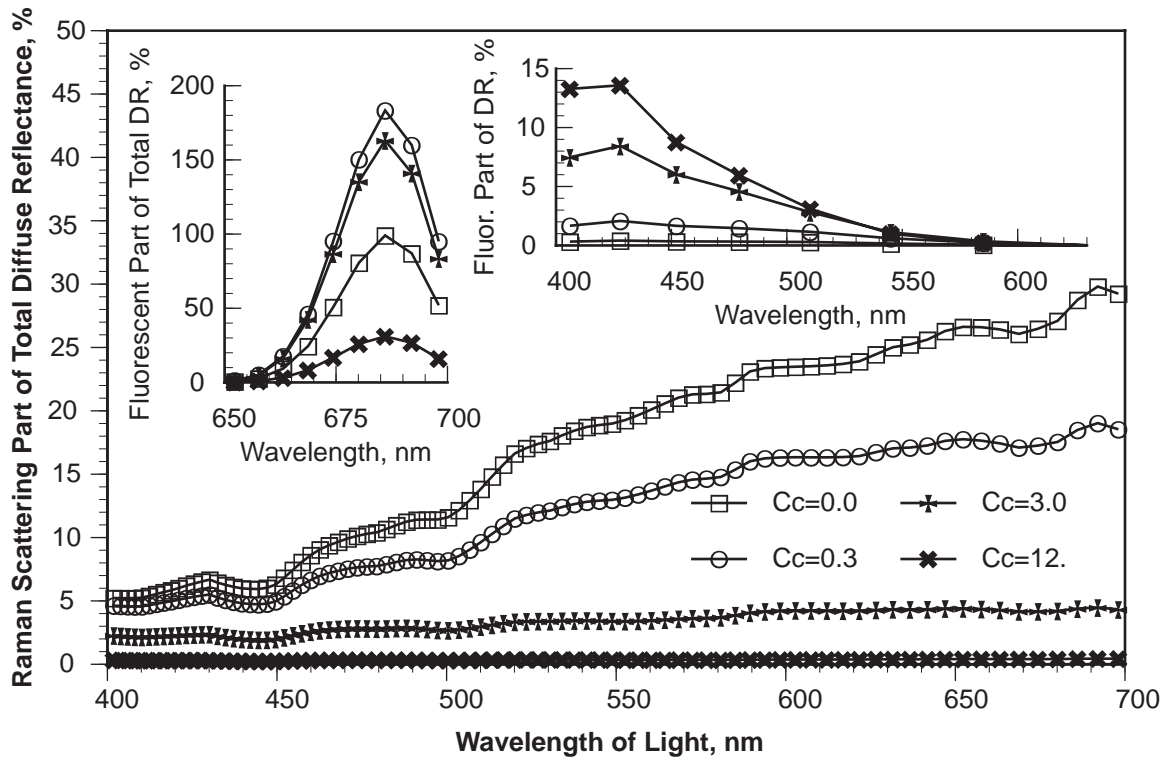 Raman Scattering Part of Total Diffuse Reflectance, %
50
45
40
35
30
25
20
15
10
5
0
400 450 500 550 600 650 700
Wavelength of Light, nm
Fluorescent Part of Total DR, %
200
150
100
50
0
650 675 700
Wavelength, nm
Fluor. Part of DR, %
15
10
5
0
400 450 500 550 600
Wavelength, nm
Cc=0.0
Cc=3.0
Cc=0.3
Cc=12.